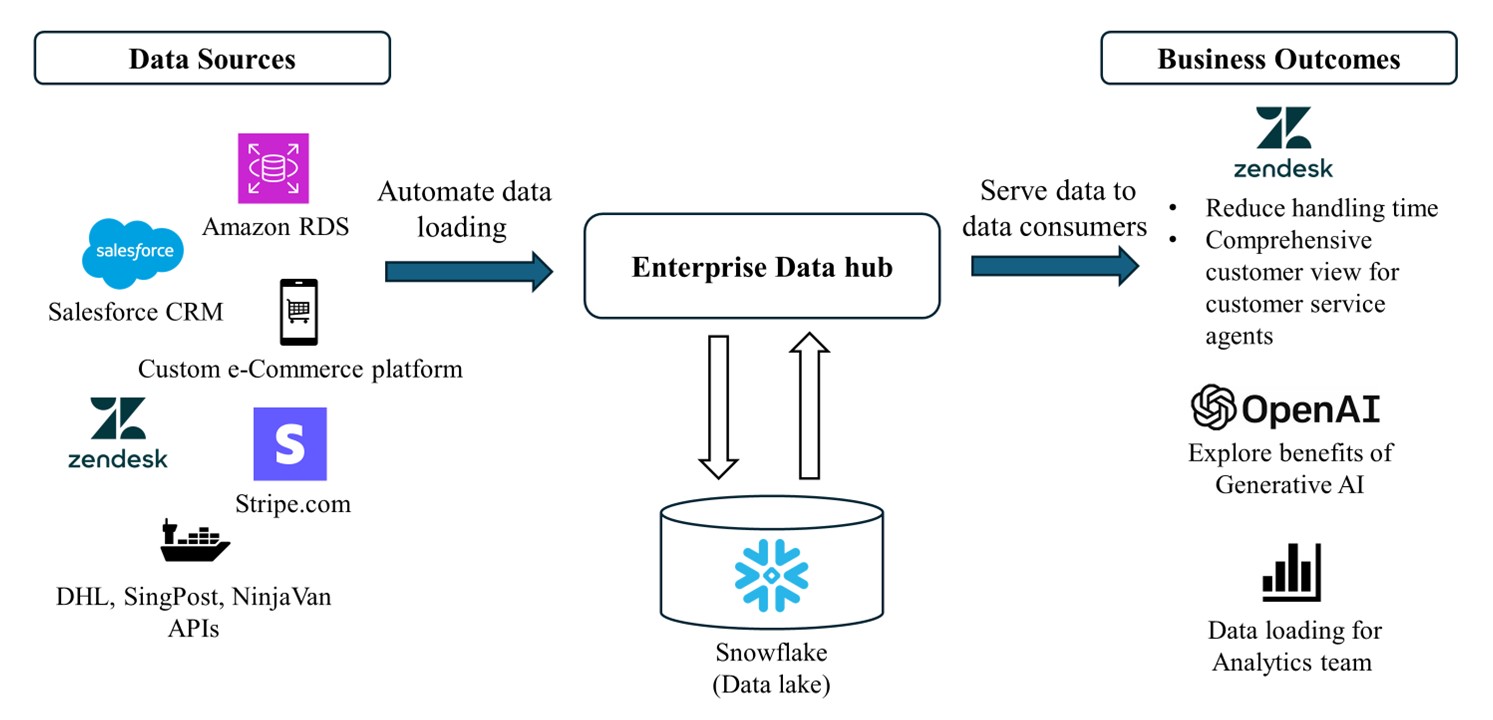 Data Sources
Amazon RDS
salesforce
Salesforce CRM
Custom e-Commerce platform
zendesk
S
Stripe.com
DHL, SingPost, NinjaVan
APIs
Automate data
loading
Enterprise Data hub
Snowflake
(Data lake)
Serve data to
data consumers
Business Outcomes
zendesk
• Reduce handling time
• Comprehensive
customer view for
customer service
agents
OpenAI
Explore benefits of
Generative AI
Data loading for
Analytics team